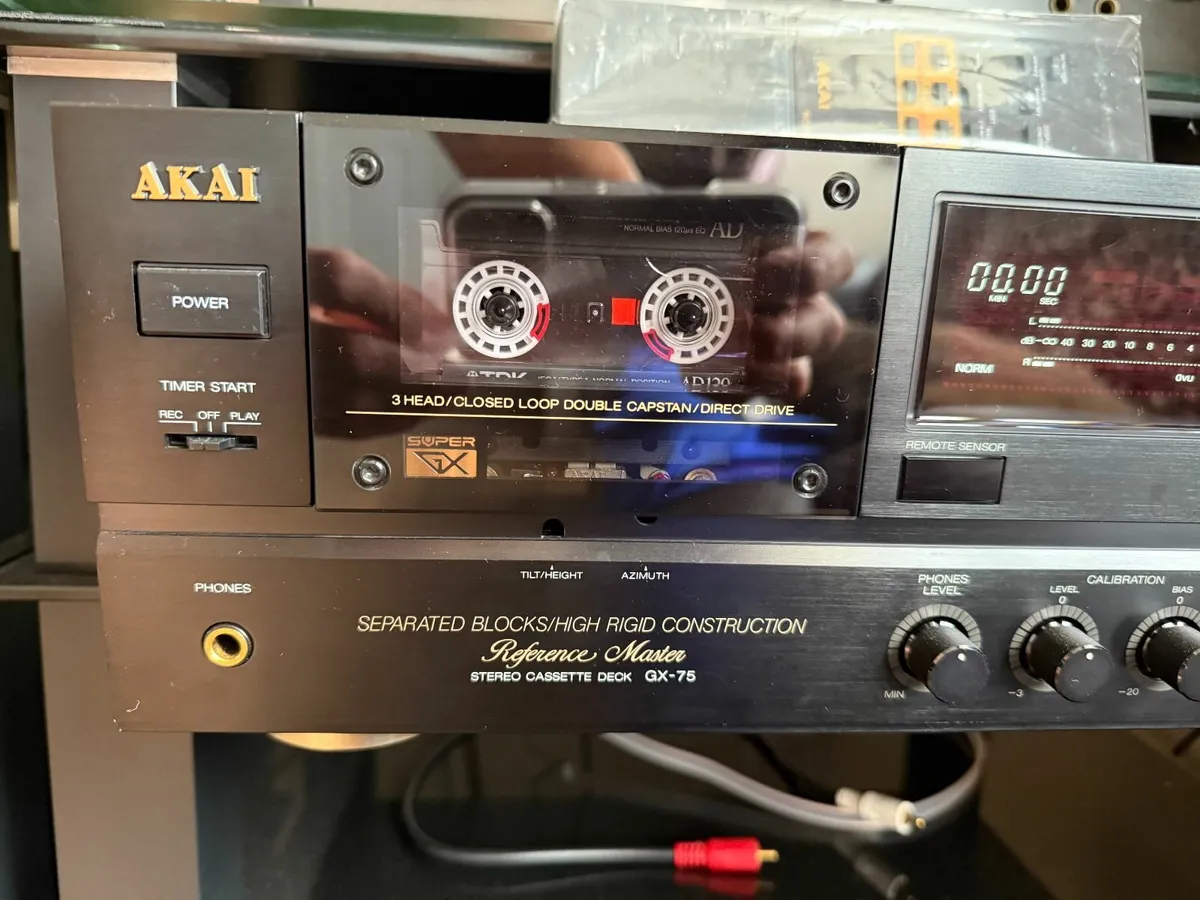 AKAI
AKAI
POWER
TIMER START
REC OFF PLAY
NORMAL BIAS 120µs EQ AD
TDK AD120
3 HEAD/CLOSED LOOP DOUBLE CAPSTAN/DIRECT DRIVE
SUPER
GX
00.00
MIN SEC
L
dB -∞ 40 30 20 10 8 6 4
R
NORM
0VU
REMOTE SENSOR
PHONES
TILT/HEIGHT AZIMUTH
SEPARATED BLOCKS/HIGH RIGID CONSTRUCTION
Reference Master
STEREO CASSETTE DECK GX-75
PHONES
LEVEL
MIN
CALIBRATION
LEVEL
0
-3
BIAS
0
-20